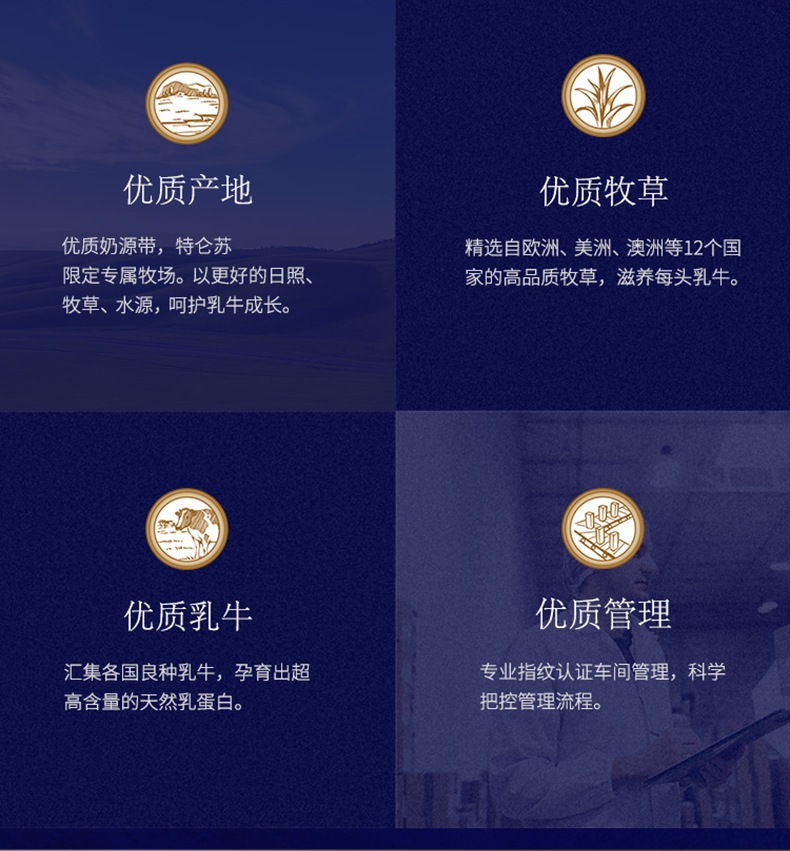 优质产地
优质奶源带，特仑苏
限定专属牧场。以更好的日照、
牧草、水源，呵护乳牛成长。
优质牧草
精选自欧洲、美洲、澳洲等12个国
家的高品质牧草，滋养每头乳牛。
优质乳牛
汇集各国良种乳牛，孕育出超
高含量的天然乳蛋白。
优质管理
专业指纹认证车间管理，科学
把控管理流程。